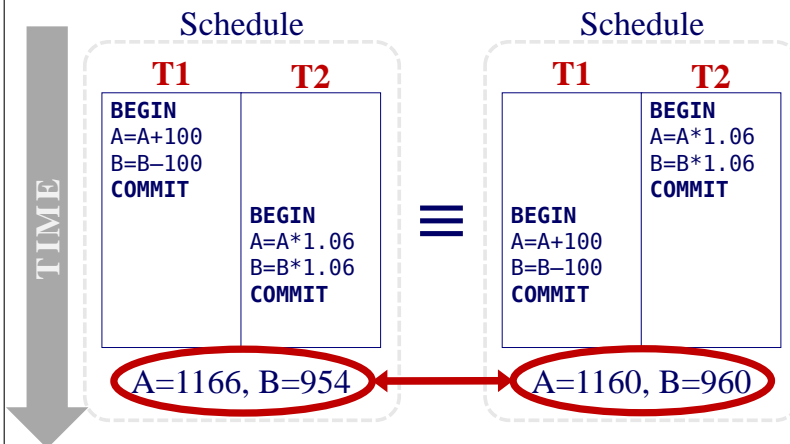 Schedule
T1 T2
BEGIN
A=A+100
B=B–100
COMMIT
BEGIN
A=A*1.06
B=B*1.06
COMMIT
A=1166, B=954
≡
Schedule
T1 T2
BEGIN
A=A*1.06
B=B*1.06
COMMIT
BEGIN
A=A+100
B=B–100
COMMIT
A=1160, B=960
TIME